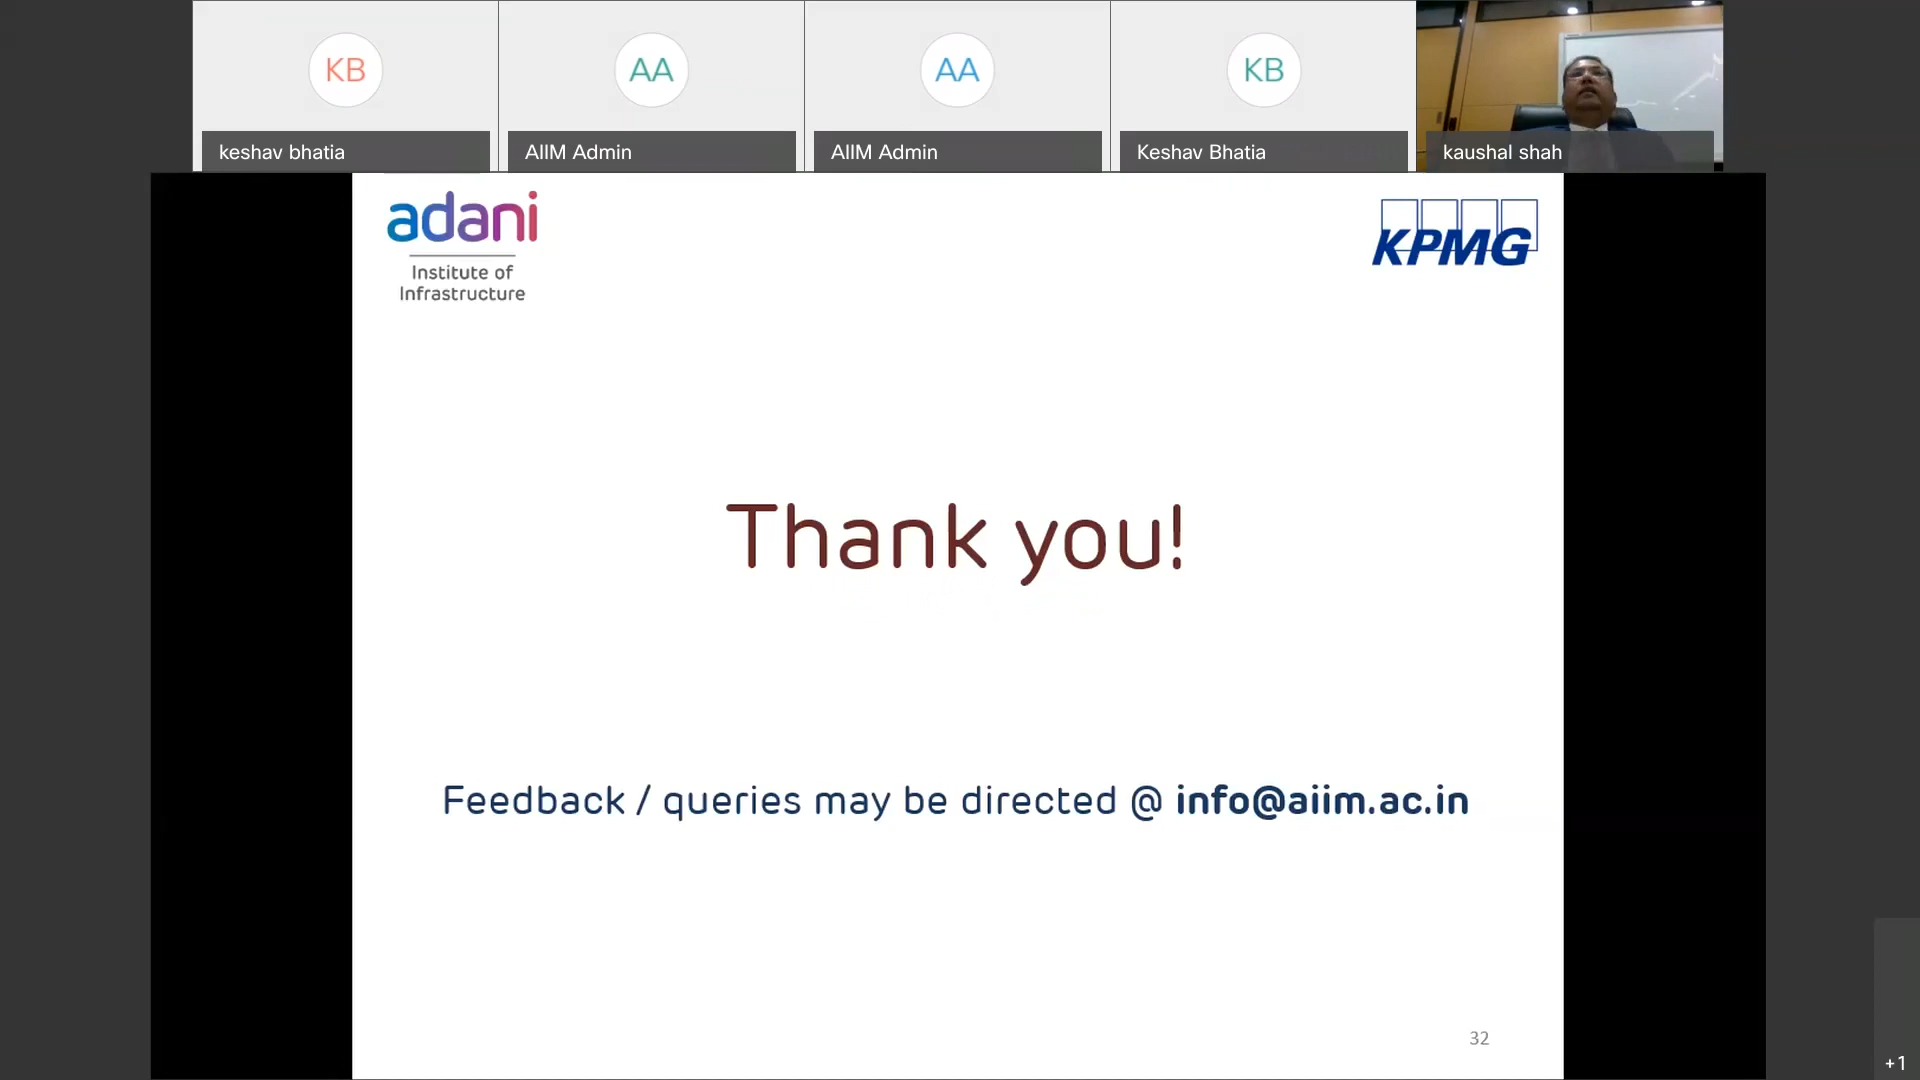 KB
AA
AA
KB
keshav bhatia
AIIM Admin
AIIM Admin
Keshav Bhatia
kaushal shah
adani
Institute of
Infrastructure
KPMG
Thank you!
Feedback / queries may be directed @ info@aiim.ac.in
32
+1